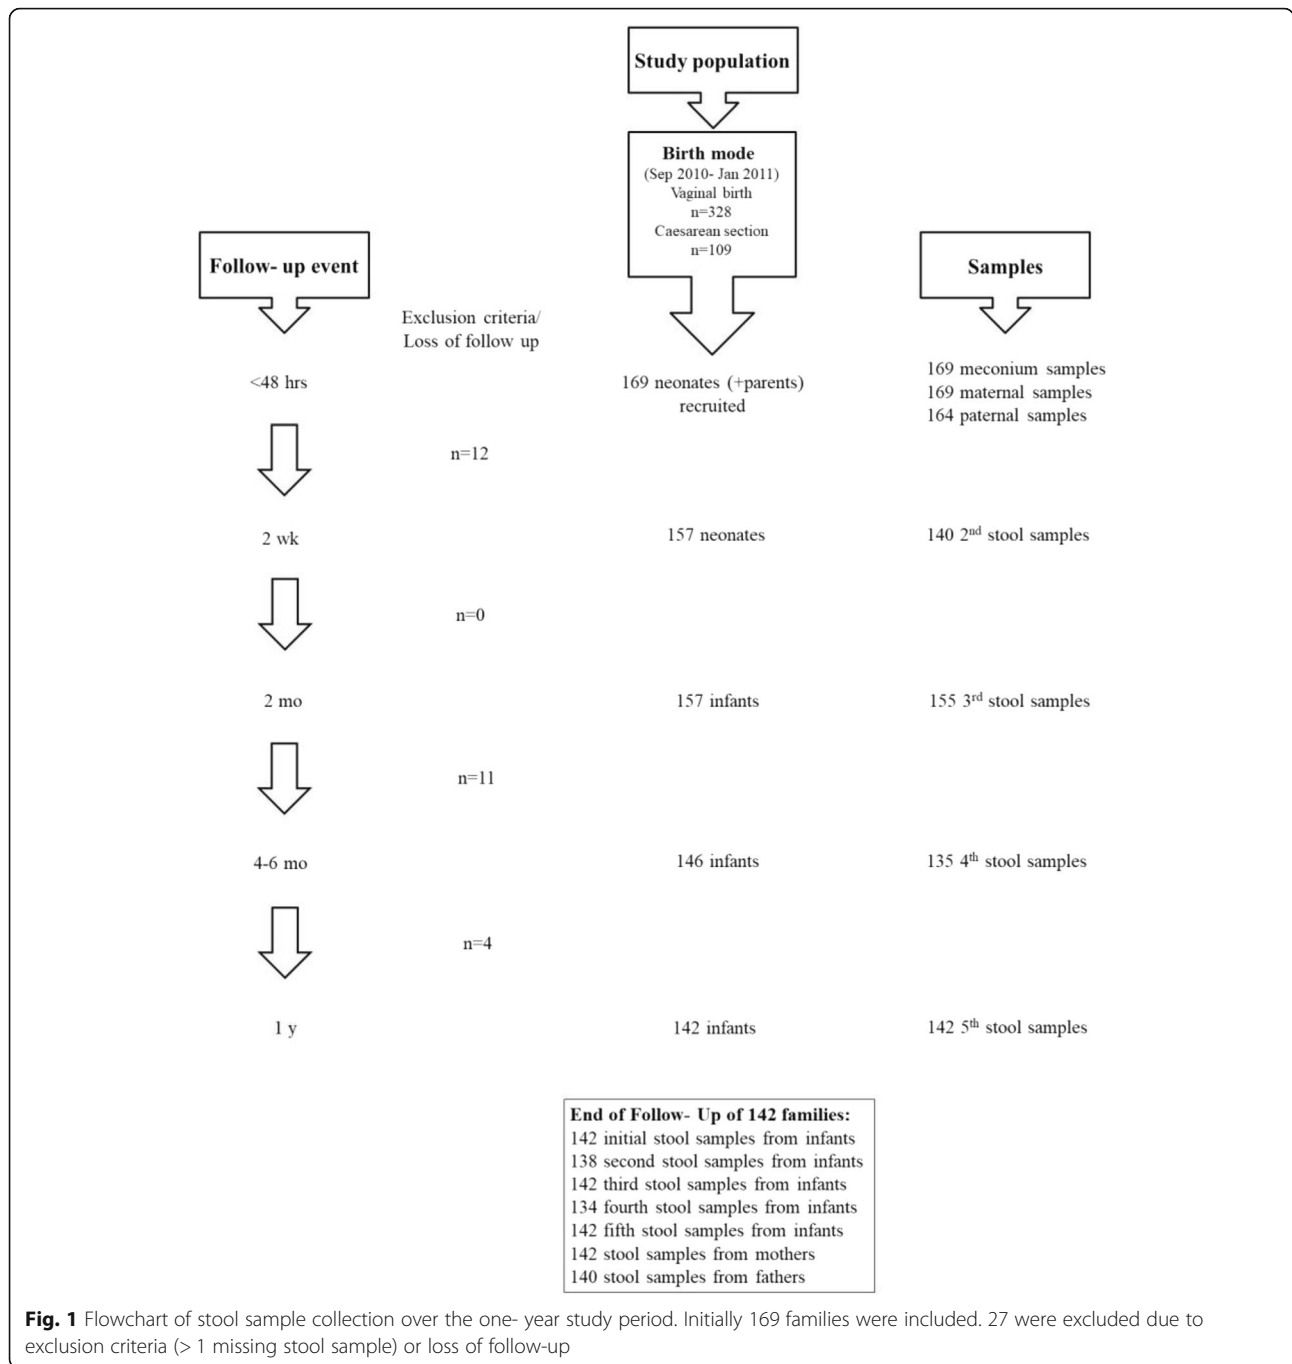 Study population
Birth mode
(Sep 2010- Jan 2011)
Vaginal birth
n=328
Caesarean section
n=109
Follow- up event
Samples
Exclusion criteria/
Loss of follow up
<48 hrs
169 neonates (+parents)
recruited
169 meconium samples
169 maternal samples
164 paternal samples
n=12
2 wk
157 neonates
140 2nd stool samples
n=0
2 mo
157 infants
155 3rd stool samples
n=11
4-6 mo
146 infants
135 4th stool samples
n=4
1 y
142 infants
142 5th stool samples
End of Follow- Up of 142 families:
142 initial stool samples from infants
138 second stool samples from infants
142 third stool samples from infants
134 fourth stool samples from infants
142 fifth stool samples from infants
142 stool samples from mothers
140 stool samples from fathers
Fig. 1 Flowchart of stool sample collection over the one- year study period. Initially 169 families were included. 27 were excluded due to
exclusion criteria (> 1 missing stool sample) or loss of follow-up